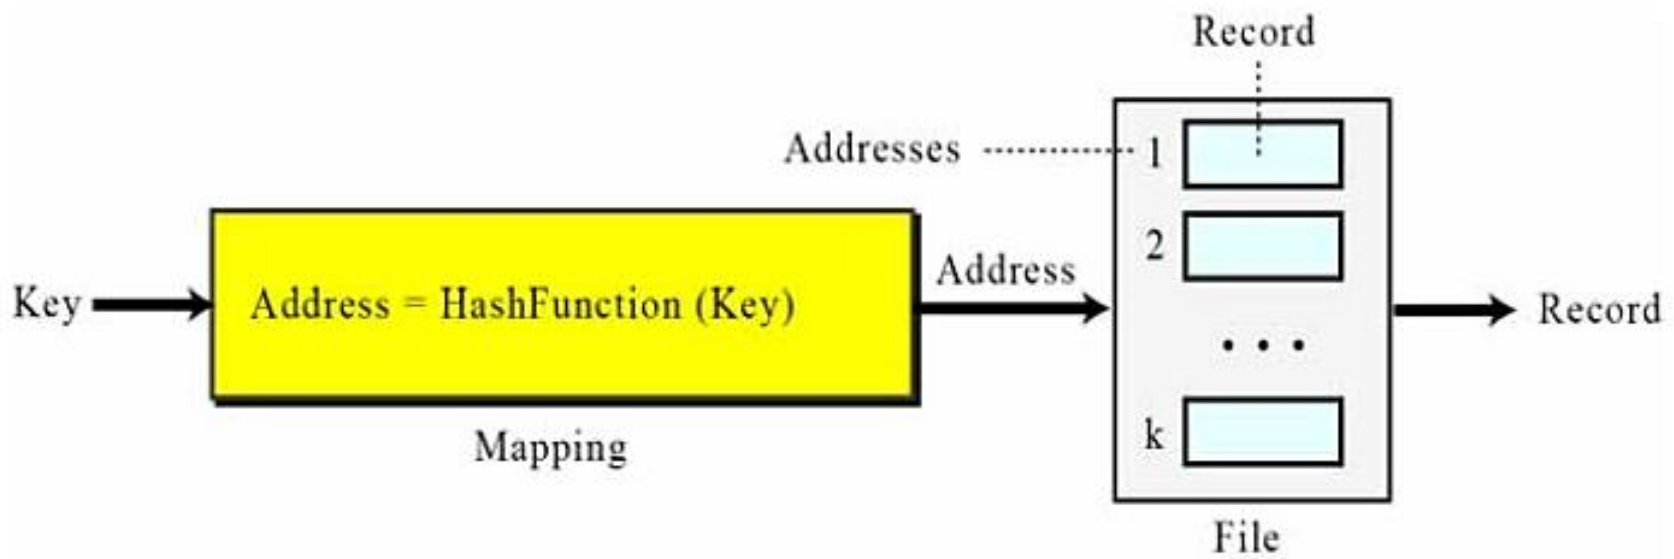 Record
Addresses
1
2
Address
Key
Address = HashFunction (Key)
Record
. . .
k
Mapping
File